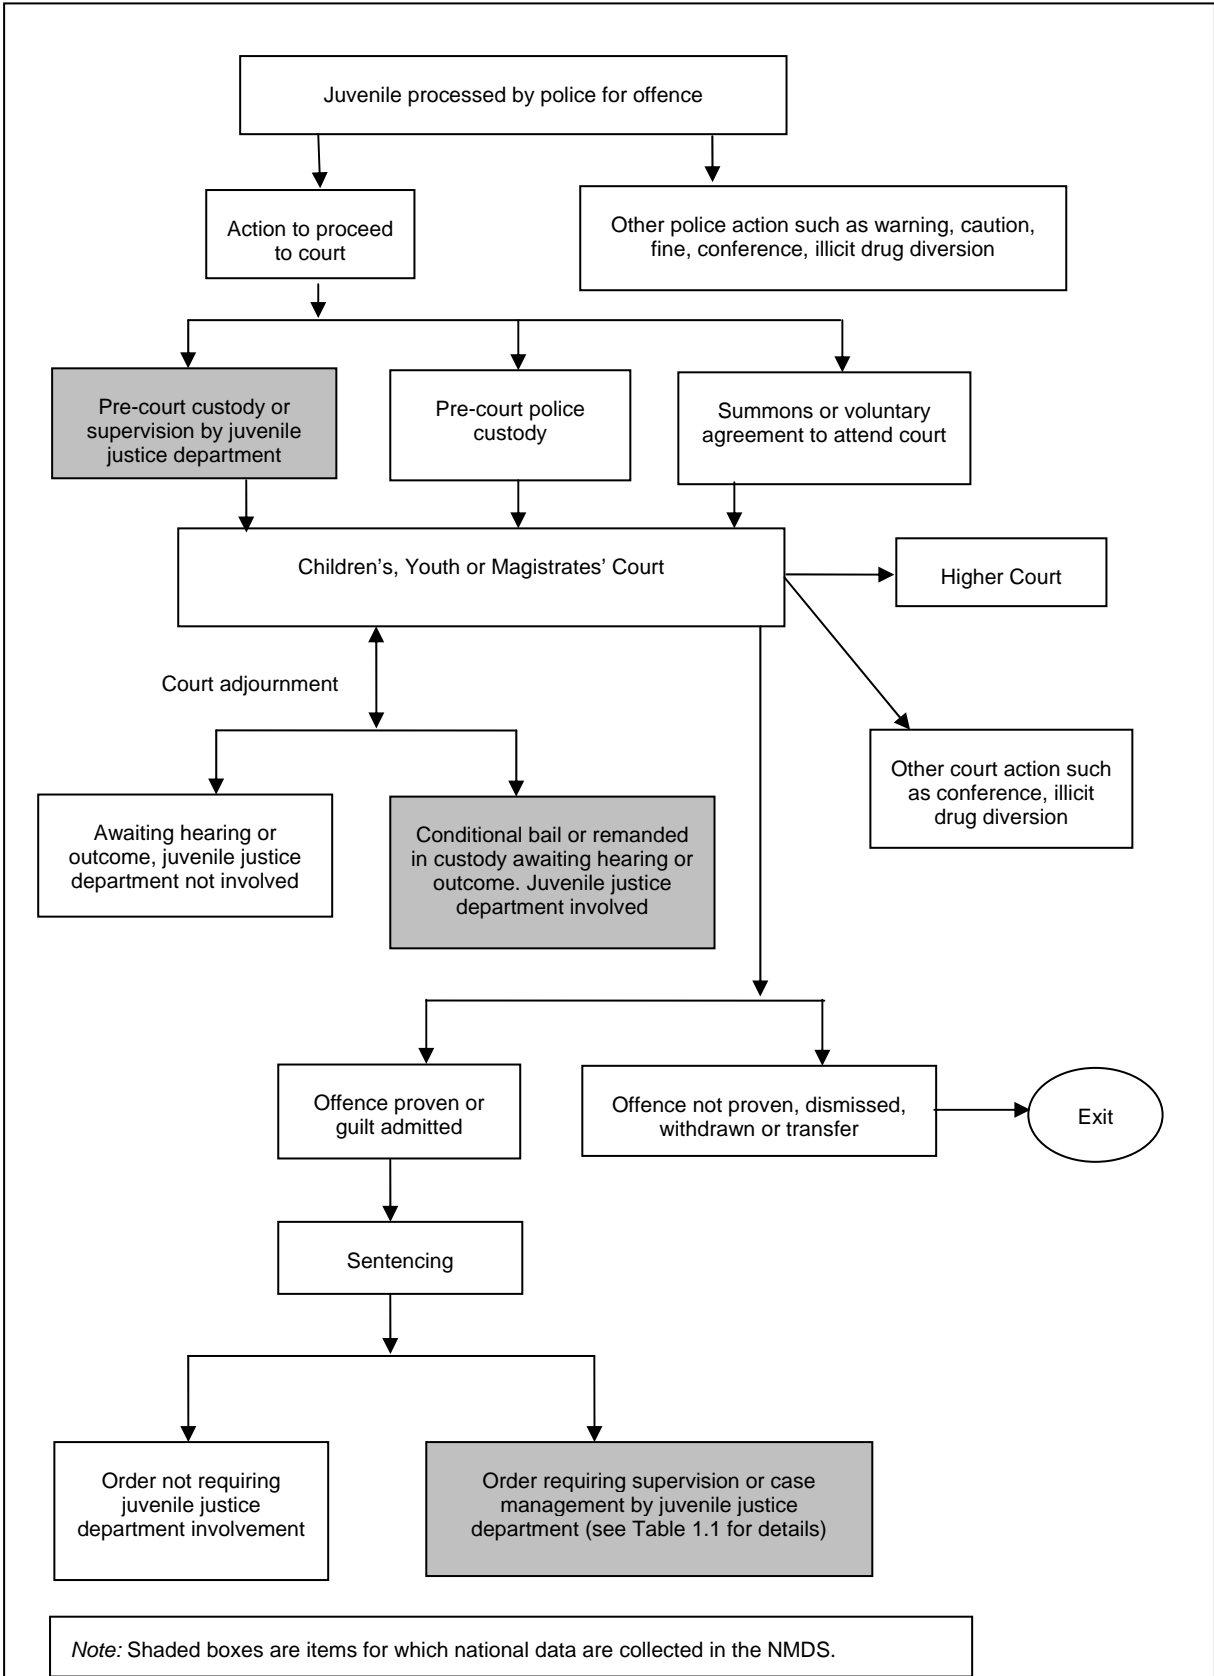 Juvenile processed by police for offence
Action to proceed
to court
Other police action such as warning, caution,
fine, conference, illicit drug diversion
Pre-court custody or
supervision by juvenile
justice department
Pre-court police
custody
Summons or voluntary
agreement to attend court
Children’s, Youth or Magistrates’ Court
Higher Court
Court adjournment
Other court action such
as conference, illicit
drug diversion
Awaiting hearing or
outcome, juvenile justice
department not involved
Conditional bail or remanded
in custody awaiting hearing or
outcome. Juvenile justice
department involved
Offence proven or
guilt admitted
Offence not proven, dismissed,
withdrawn or transfer
Exit
Sentencing
Order not requiring
juvenile justice
department involvement
Order requiring supervision or case
management by juvenile justice
department (see Table 1.1 for details)
Note: Shaded boxes are items for which national data are collected in the NMDS.